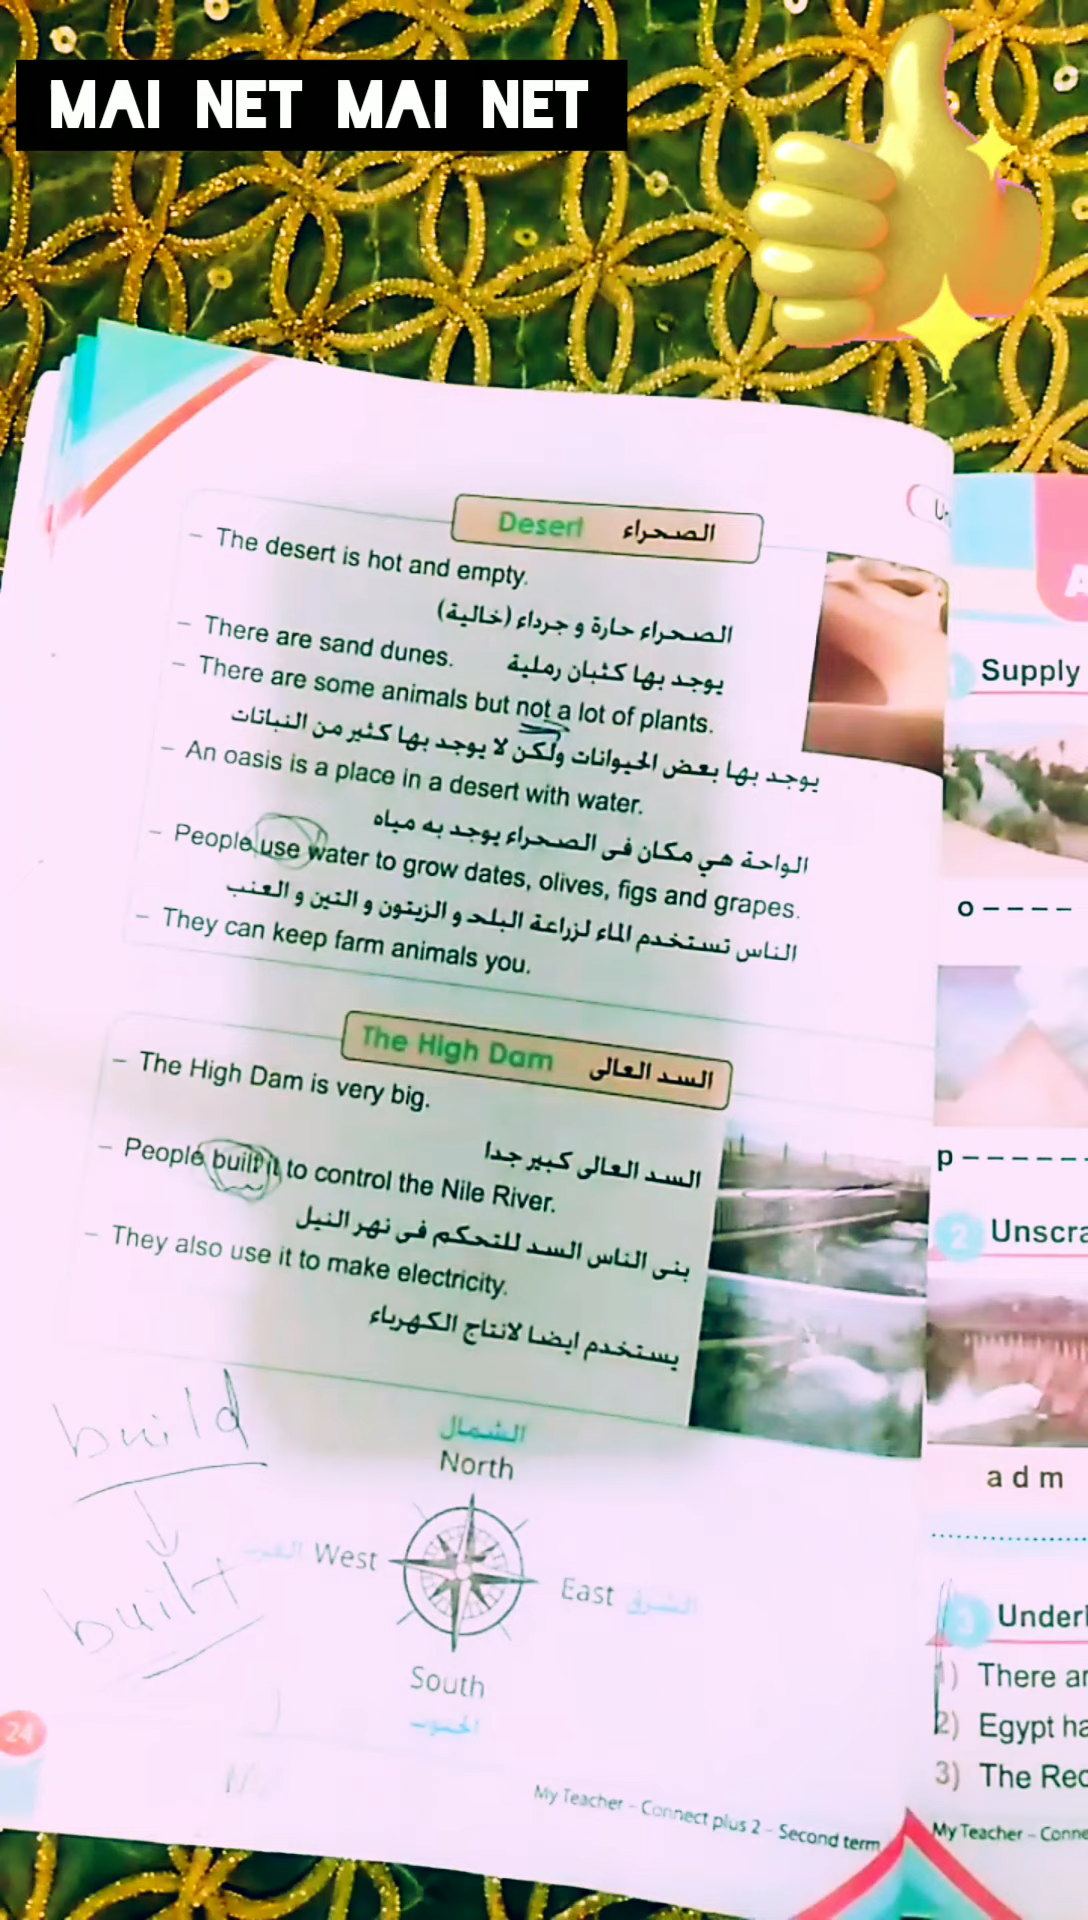 MAI NET MAI NET
Desert الصحراء
– The desert is hot and empty.
الصحراء حارة و جرداء (خالية)
– There are sand dunes. يوجد بها كثبان رملية
– There are some animals but not a lot of plants.
يوجد بها بعض الحيوانات ولكن لا يوجد بها كثير من النباتات
– An oasis is a place in a desert with water.
الواحة هي مكان فى الصحراء يوجد به مياه
– People use water to grow dates, olives, figs and grapes.
الناس تستخدم الماء لزراعة البلح و الزيتون و التين و العنب
– They can keep farm animals you.
The High Dam السد العالى
– The High Dam is very big.
السد العالى كبير جدا
– People built it to control the Nile River.
بنى الناس السد للتحكم فى نهر النيل
– They also use it to make electricity.
يستخدم ايضا لانتاج الكهرباء
build
built
الشمال
North
West
East الشرق
South
الجنوب
24
My Teacher – Connect plus 2 – Second term
Supply
o – – – –
p – – – – – –
2 Unscra
a d m
3 Underl
1) There ar
2) Egypt ha
3) The Red
My Teacher – Conne